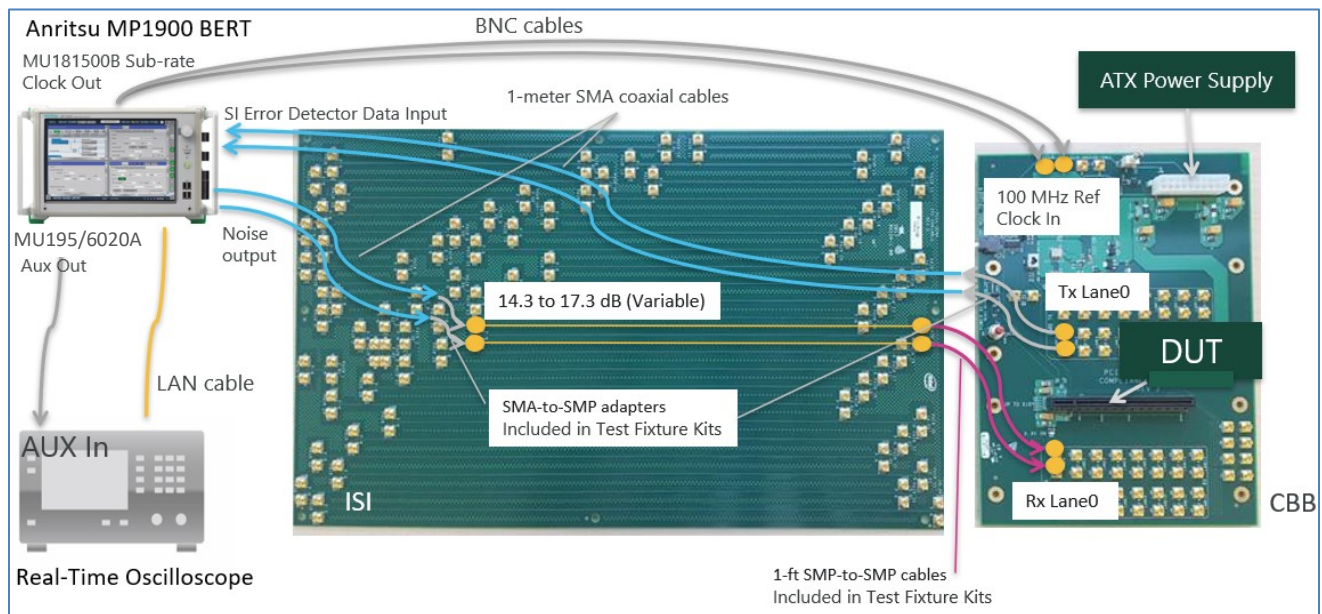 Anritsu MP1900 BERT
BNC cables
MU181500B Sub-rate
Clock Out
ATX Power Supply
SI Error Detector Data Input
1-meter SMA coaxial cables
100 MHz Ref
Clock In
MU195/6020A
Aux Out
Noise
output
14.3 to 17.3 dB (Variable)
Tx Lane0
DUT
LAN cable
SMA-to-SMP adapters
Included in Test Fixture Kits
AUX In
ISI
Rx Lane0
CBB
Real-Time Oscilloscope
1-ft SMP-to-SMP cables
Included in Test Fixture Kits